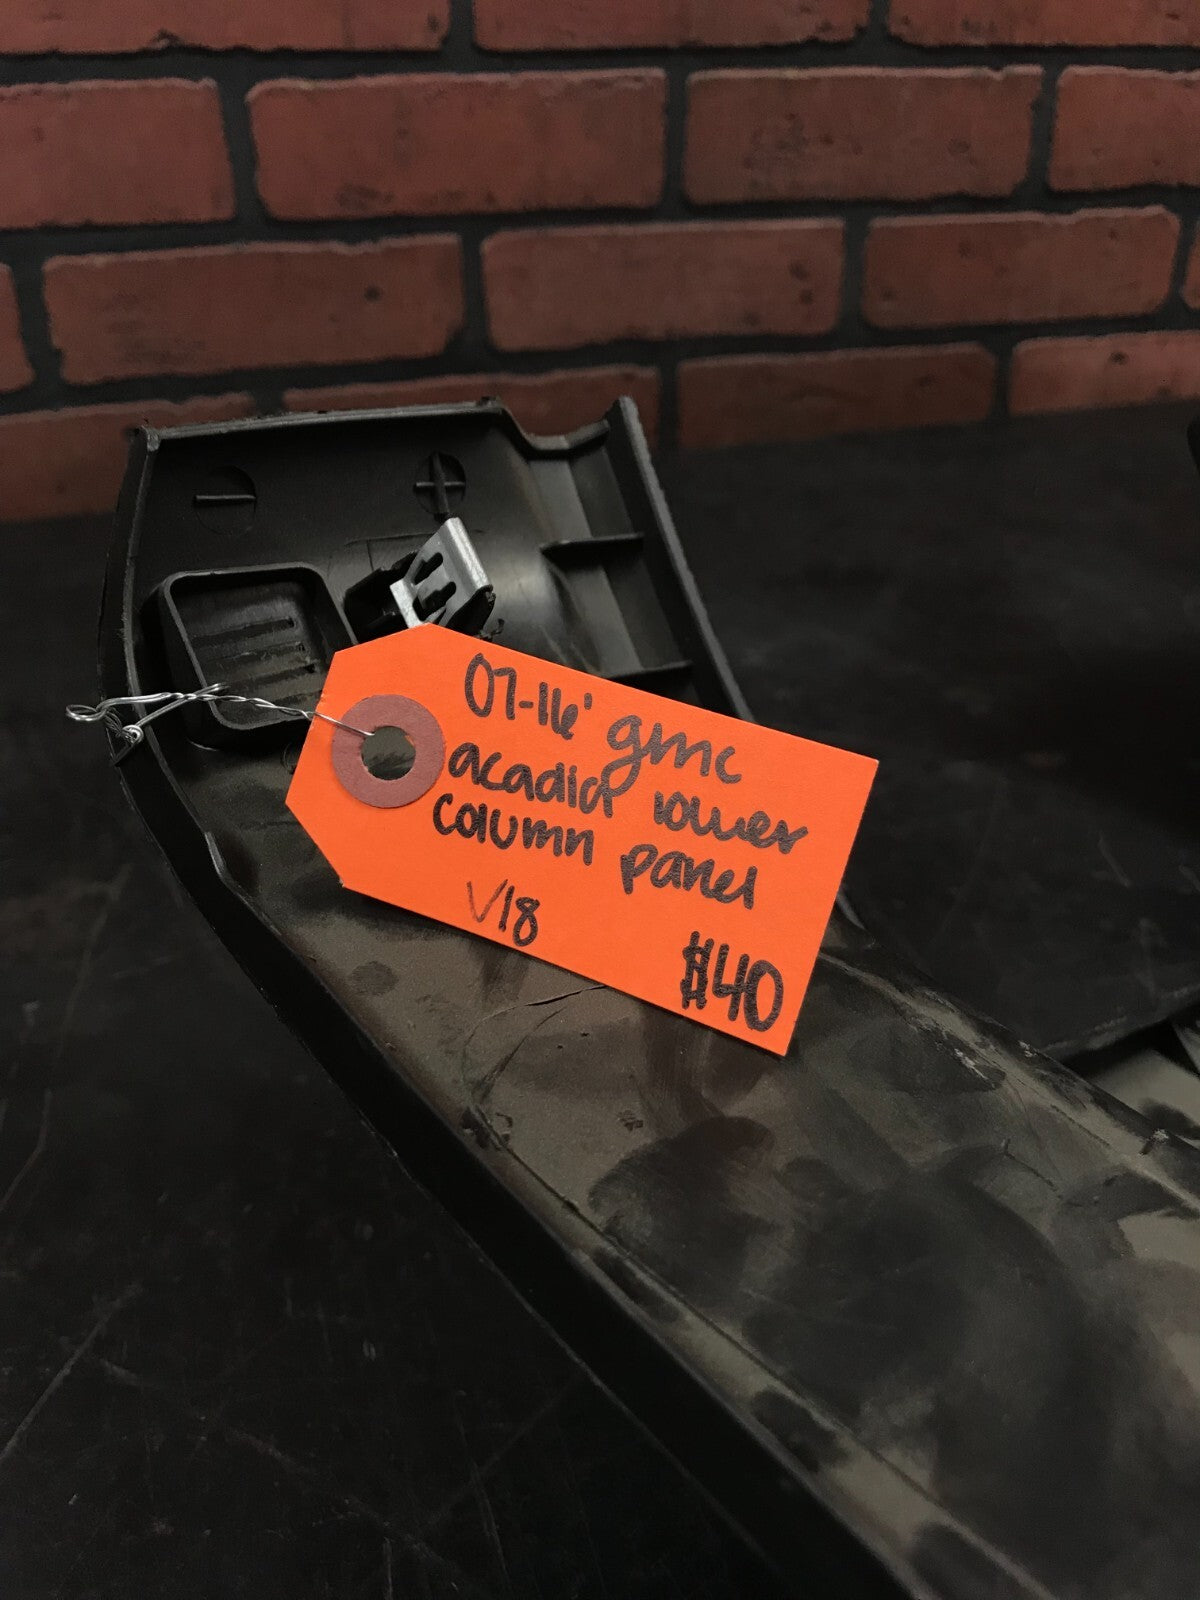 07-16' gmc
acadia lower
column panel
V18
#40